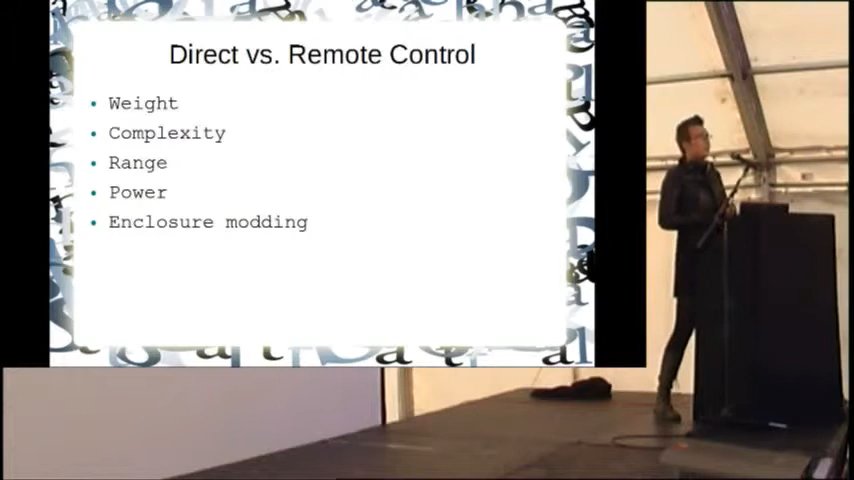 Direct vs. Remote Control
• Weight
• Complexity
• Range
• Power
• Enclosure modding